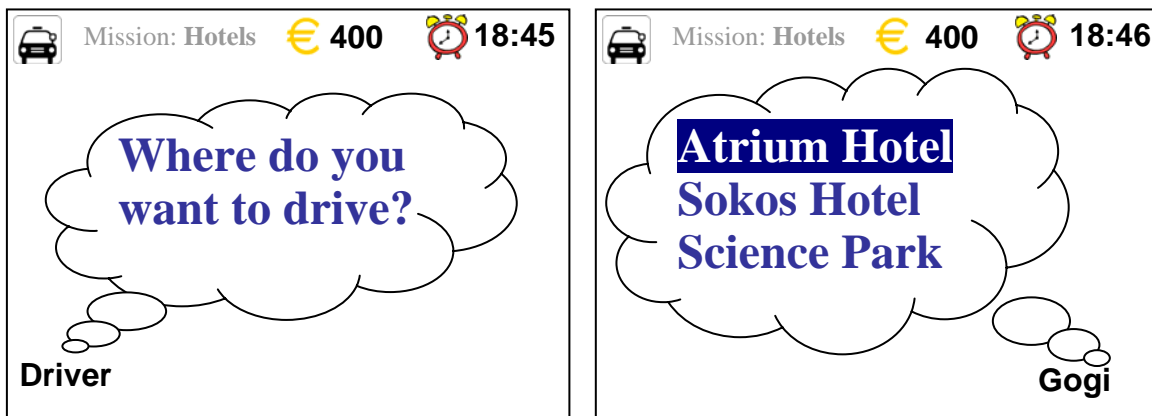 Mission: Hotels € 400 18:45
Where do you
want to drive?
Driver
Mission: Hotels € 400 18:46
Atrium Hotel
Sokos Hotel
Science Park
Gogi